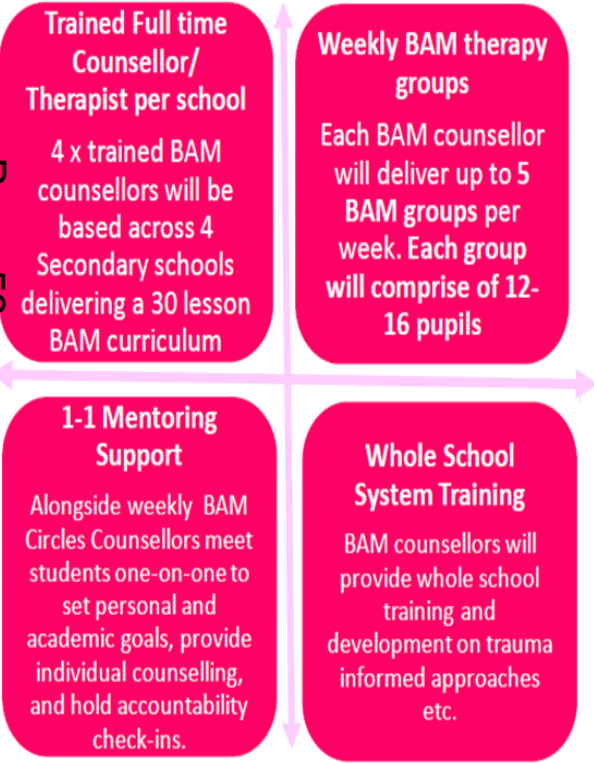 Trained Full time
Counsellor/
Therapist per school
4 x trained BAM
counsellors will be
based across 4
Secondary schools
delivering a 30 lesson
BAM curriculum
Weekly BAM therapy
groups
Each BAM counsellor
will deliver up to 5
BAM groups per
week. Each group
will comprise of 12-
16 pupils
1-1 Mentoring
Support
Alongside weekly BAM
Circles Counsellors meet
students one-on-one to
set personal and
academic goals, provide
individual counselling,
and hold accountability
check-ins.
Whole School
System Training
BAM counsellors will
provide whole school
training and
development on trauma
informed approaches
etc.